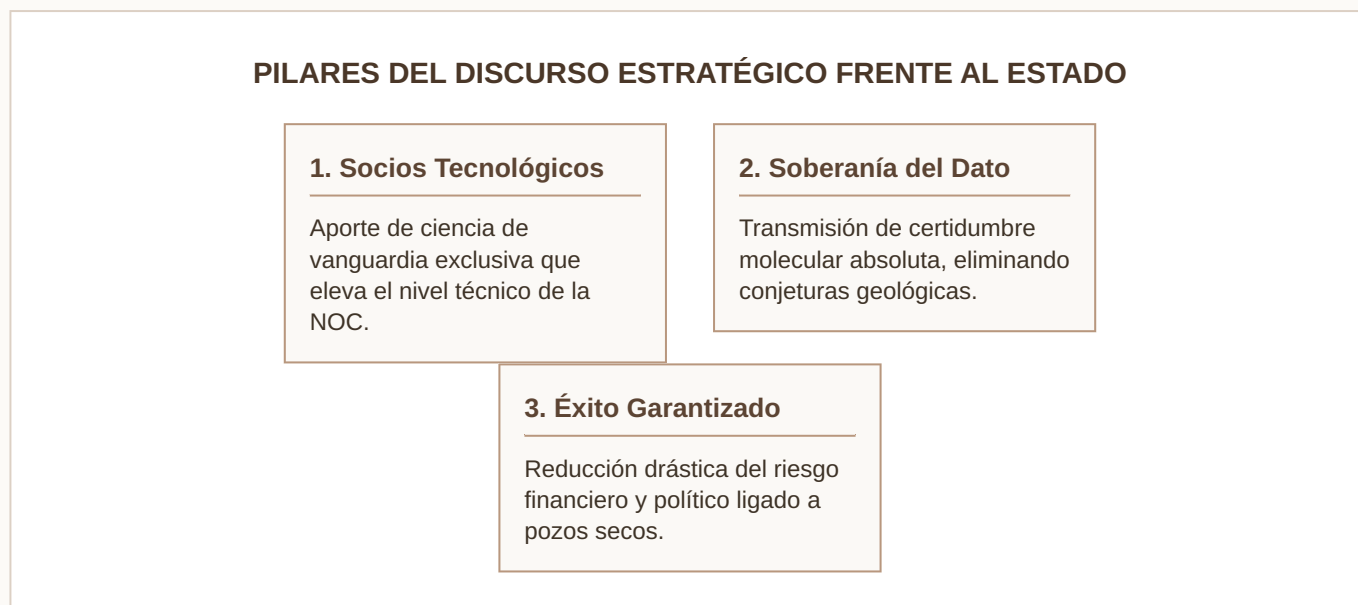 PILARES DEL DISCURSO ESTRATÉGICO FRENTE AL ESTADO
1. Socios Tecnológicos
Aporte de ciencia de
vanguardia exclusiva que
eleva el nivel técnico de la
NOC.
2. Soberanía del Dato
Transmisión de certidumbre
molecular absoluta, eliminando
conjeturas geológicas.
3. Éxito Garantizado
Reducción drástica del riesgo
financiero y político ligado a
pozos secos.